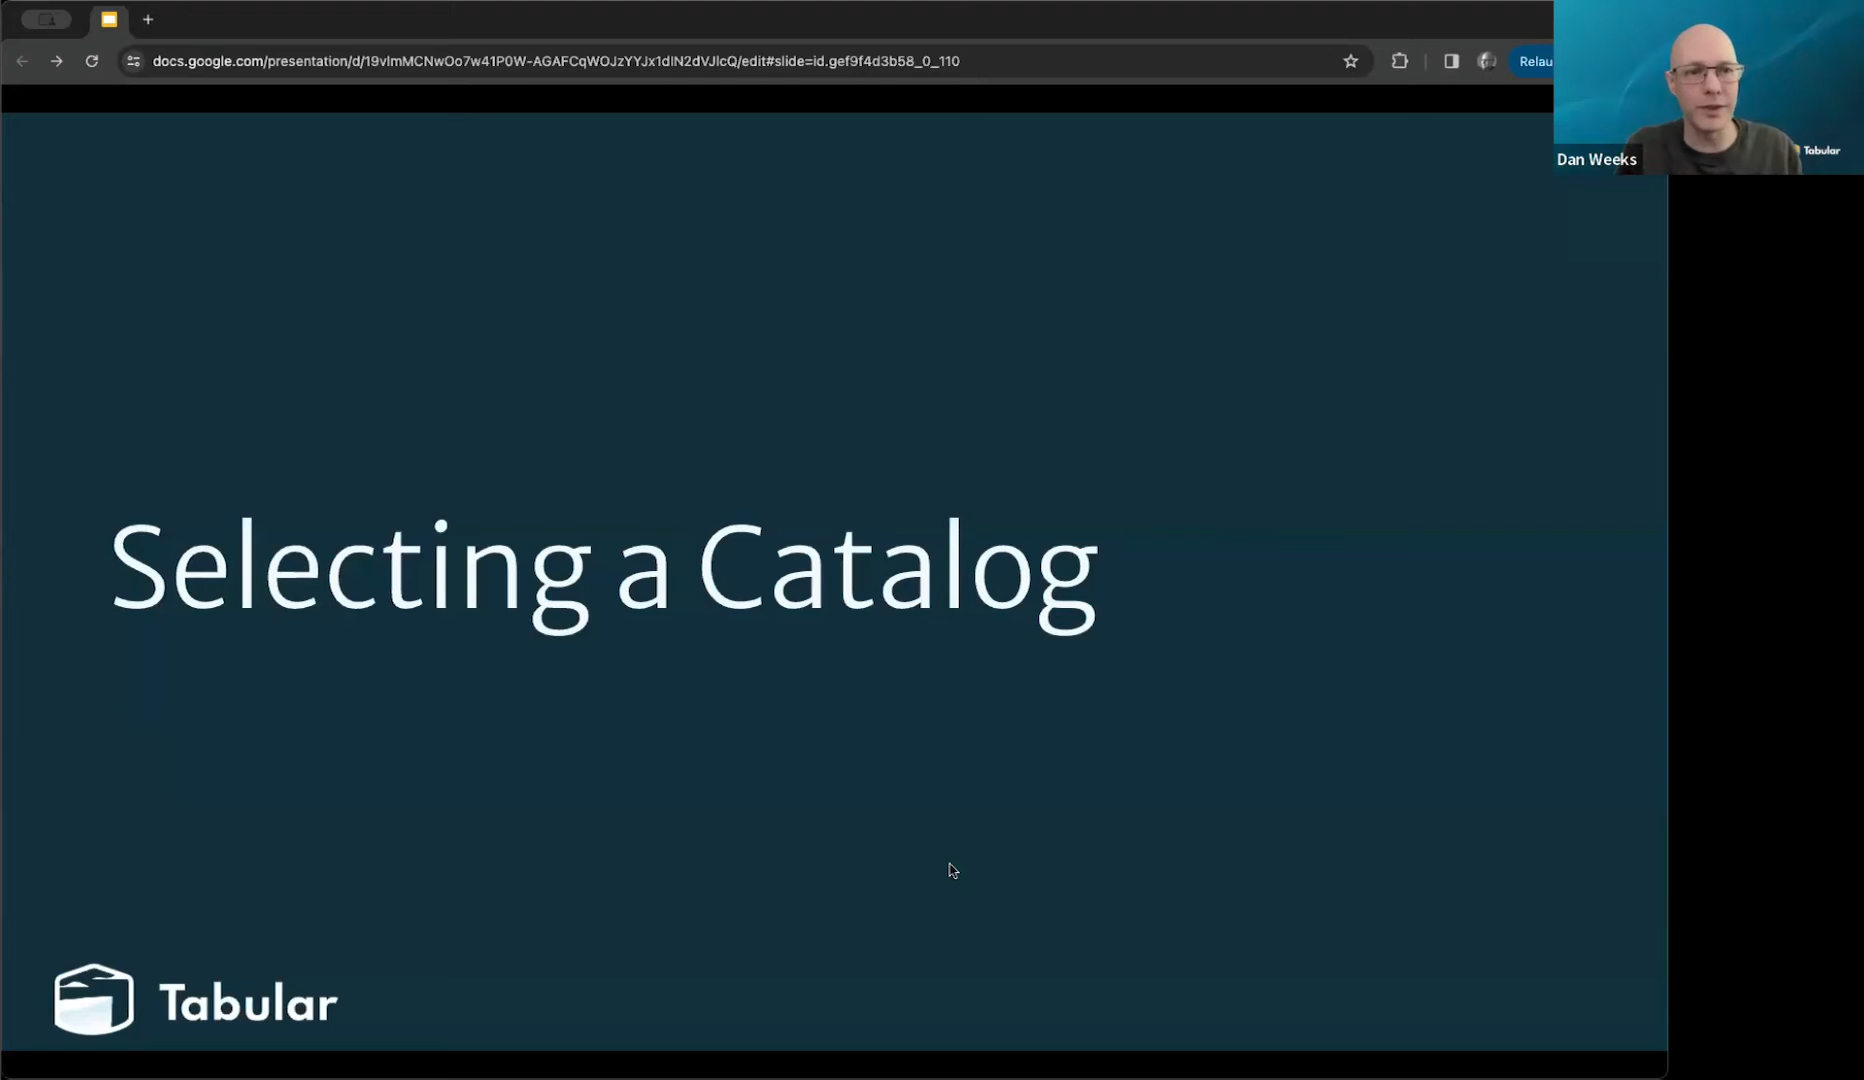 docs.google.com/presentation/d/19vlmMCNwOo7w41P0W-AGAFCqWOJzYYJx1dIN2dVJlcQ/edit#slide=id.gef9f4d3b58_0_110
Relau
Tabular
Dan Weeks
Selecting a Catalog
Tabular